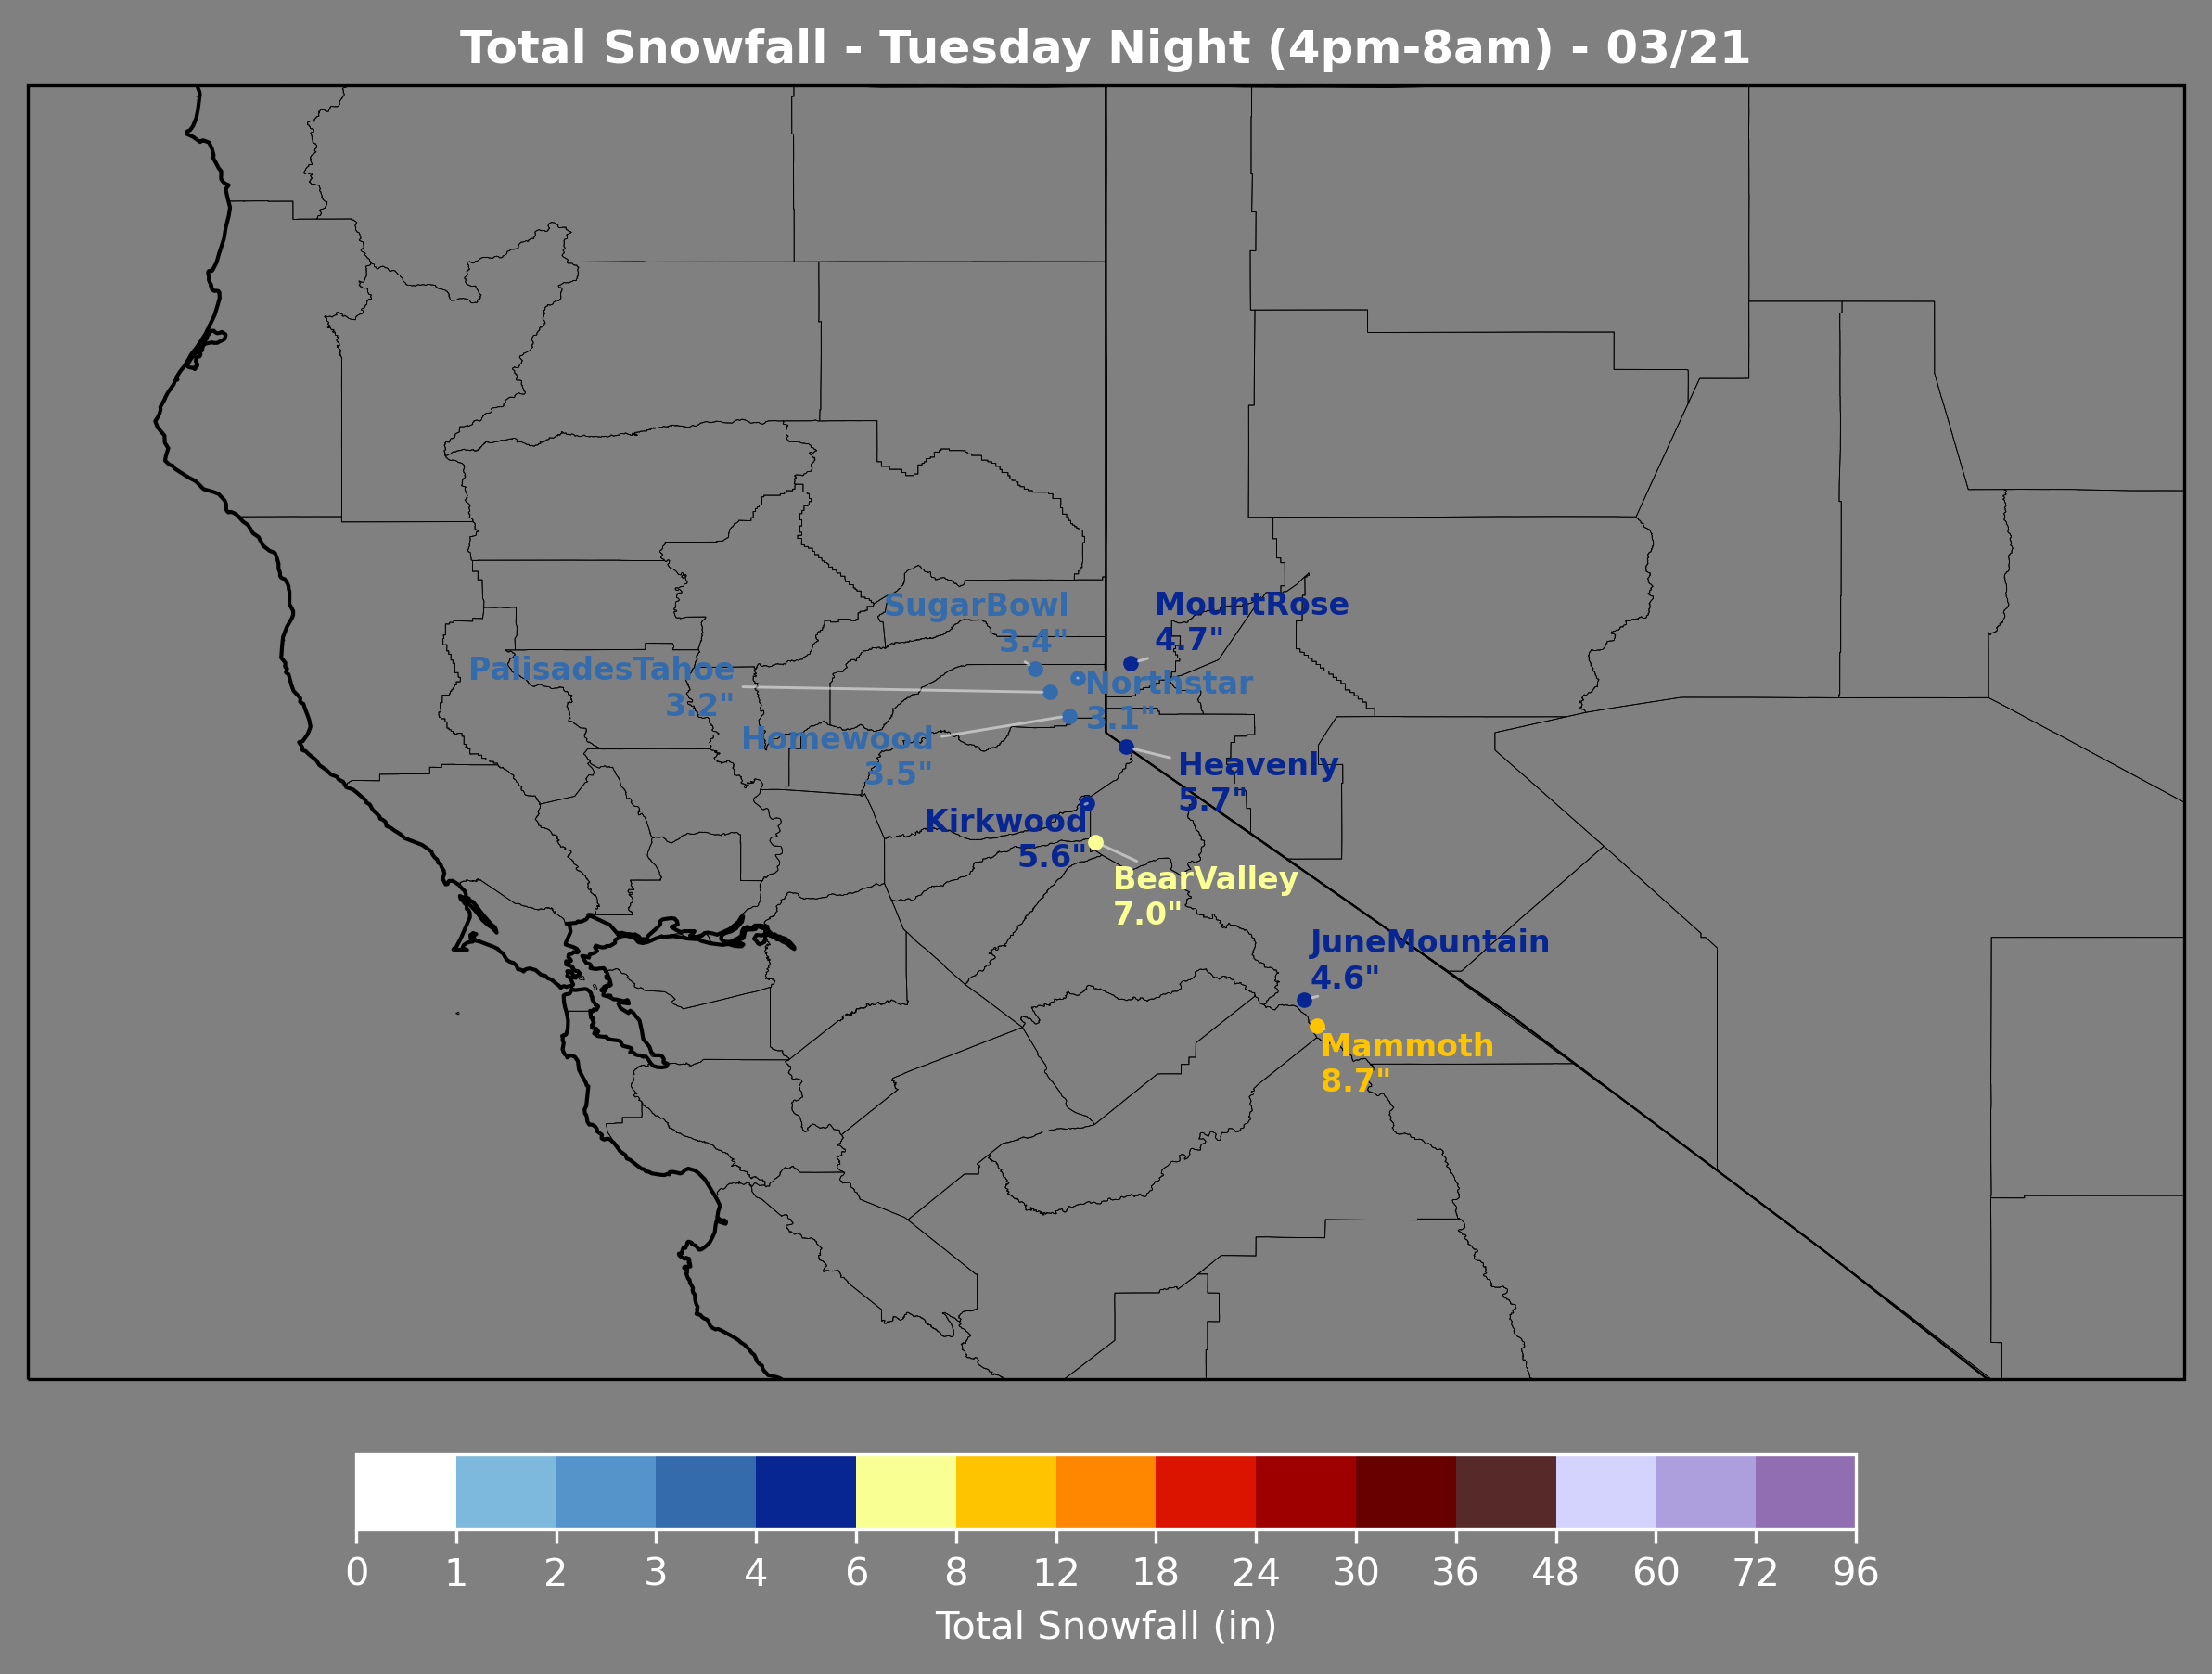 Total Snowfall - Tuesday Night (4pm-8am) - 03/21
SugarBowl
3.4"
MountRose
4.7"
PalisadesTahoe
3.2"
Northstar
3.1"
Homewood
3.5"
Heavenly
5.7"
Kirkwood
5.6"
BearValley
7.0"
JuneMountain
4.6"
Mammoth
8.7"
0 1 2 3 4 6 8 12 18 24 30 36 48 60 72 96
Total Snowfall (in)